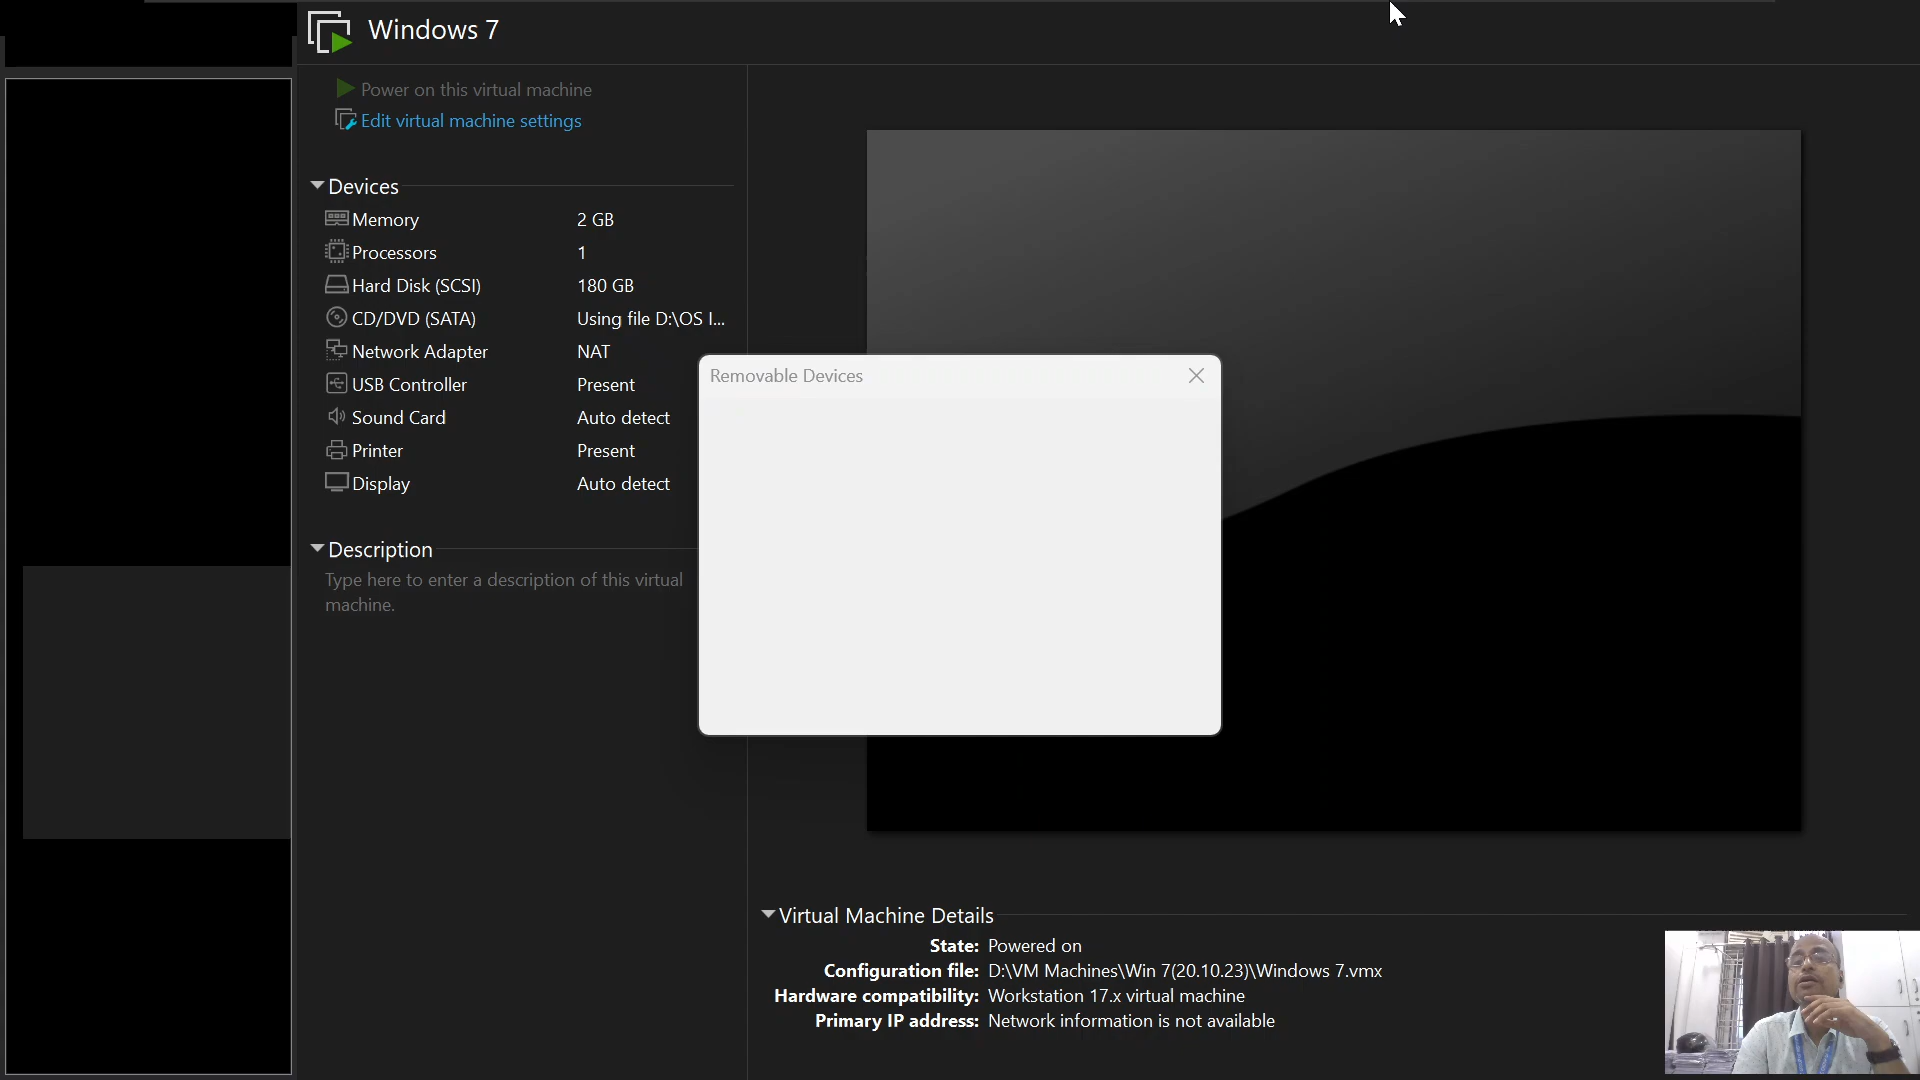 Windows 7
Power on this virtual machine
Edit virtual machine settings
Devices
Memory 2 GB
Processors 1
Hard Disk (SCSI) 180 GB
CD/DVD (SATA) Using file D:\OS I...
Network Adapter NAT
USB Controller Present
Sound Card Auto detect
Printer Present
Display Auto detect
Description
Type here to enter a description of this virtual
machine.
Removable Devices
Virtual Machine Details
State: Powered on
Configuration file: D:\VM Machines\Win 7(20.10.23)\Windows 7.vmx
Hardware compatibility: Workstation 17.x virtual machine
Primary IP address: Network information is not available